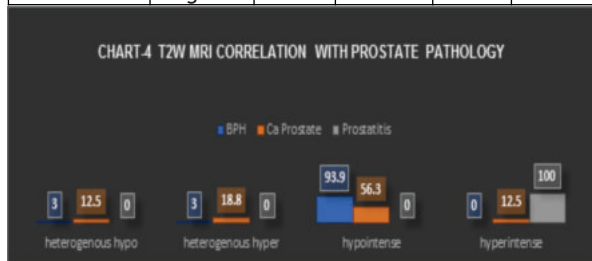 CHART-4 T2W MRI CORRELATION WITH PROSTATE PATHOLOGY
BPH Ca Prostate Prostatitis
3 12.5 0 3 18.8 0 93.9 56.3 0 0 12.5 100
heterogenous hypo heterogenous hyper hypointense hyperintense